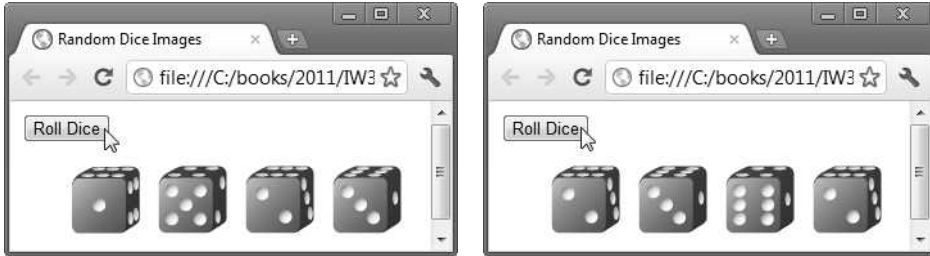 Random Dice Images
file:///C:/books/2011/IW3
Roll Dice
Random Dice Images
file:///C:/books/2011/IW3
Roll Dice